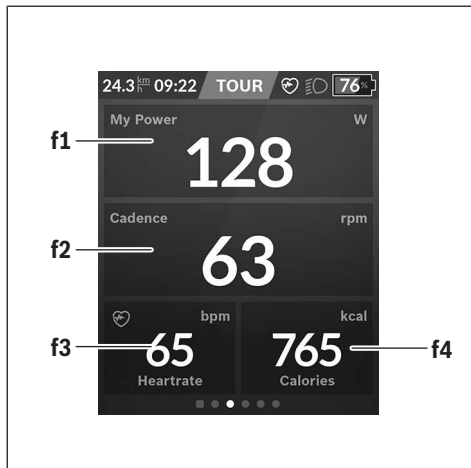 24.3 km/h 09:22 TOUR 76%
My Power W
f1
128
Cadence rpm
f2
63
bpm kcal
f3 65 765 f4
Heartrate Calories